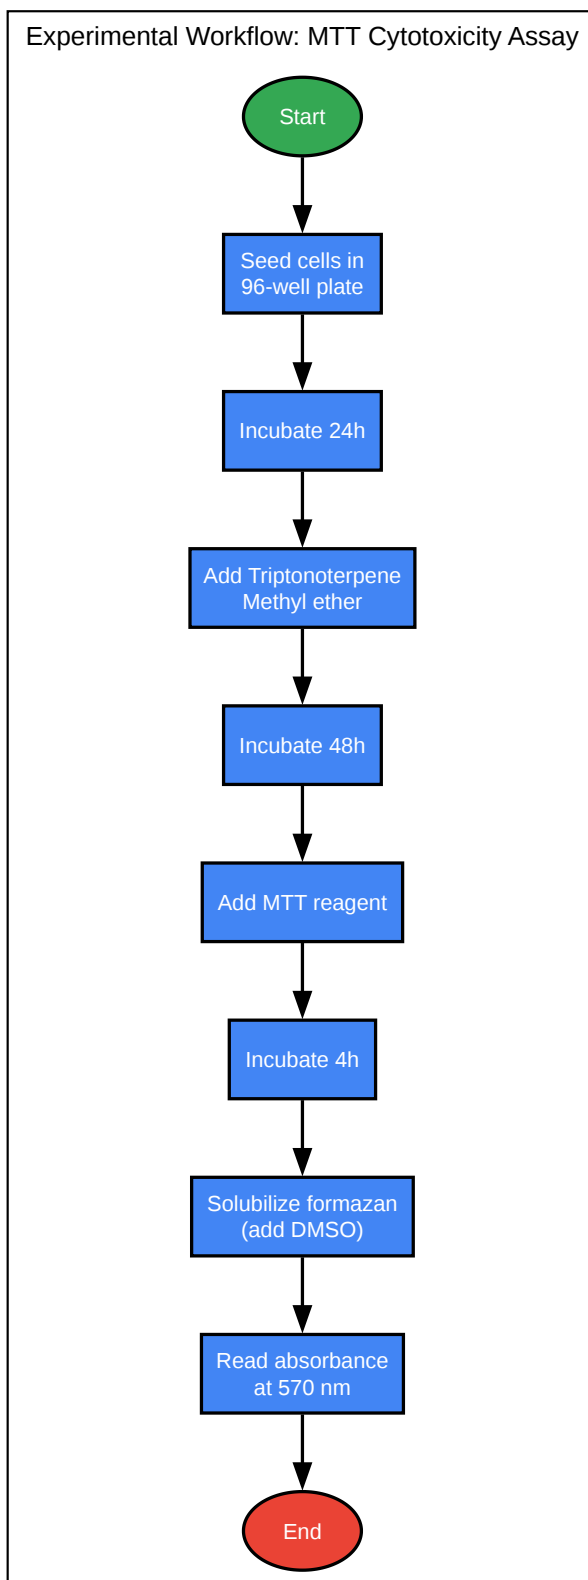 Experimental Workflow: MTT Cytotoxicity Assay
Start
Seed cells in
96-well plate
Incubate 24h
Add Triptonoterpene
Methyl ether
Incubate 48h
Add MTT reagent
Incubate 4h
Solubilize formazan
(add DMSO)
Read absorbance
at 570 nm
End